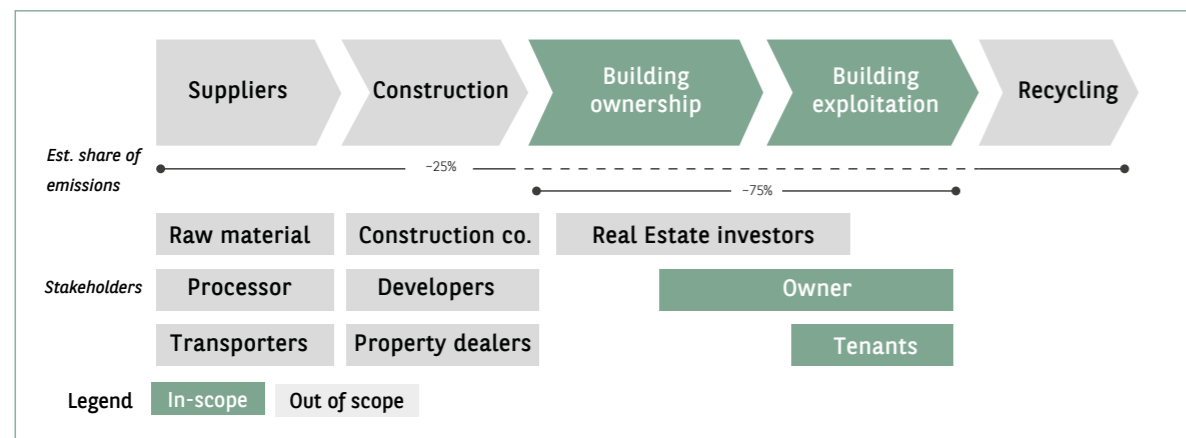 Suppliers
Construction
Building
ownership
Building
exploitation
Recycling
Est. share of
emissions
~25%
~75%
Raw material
Construction co.
Real Estate investors
Stakeholders
Processor
Developers
Owner
Transporters
Property dealers
Tenants
Legend
In-scope
Out of scope